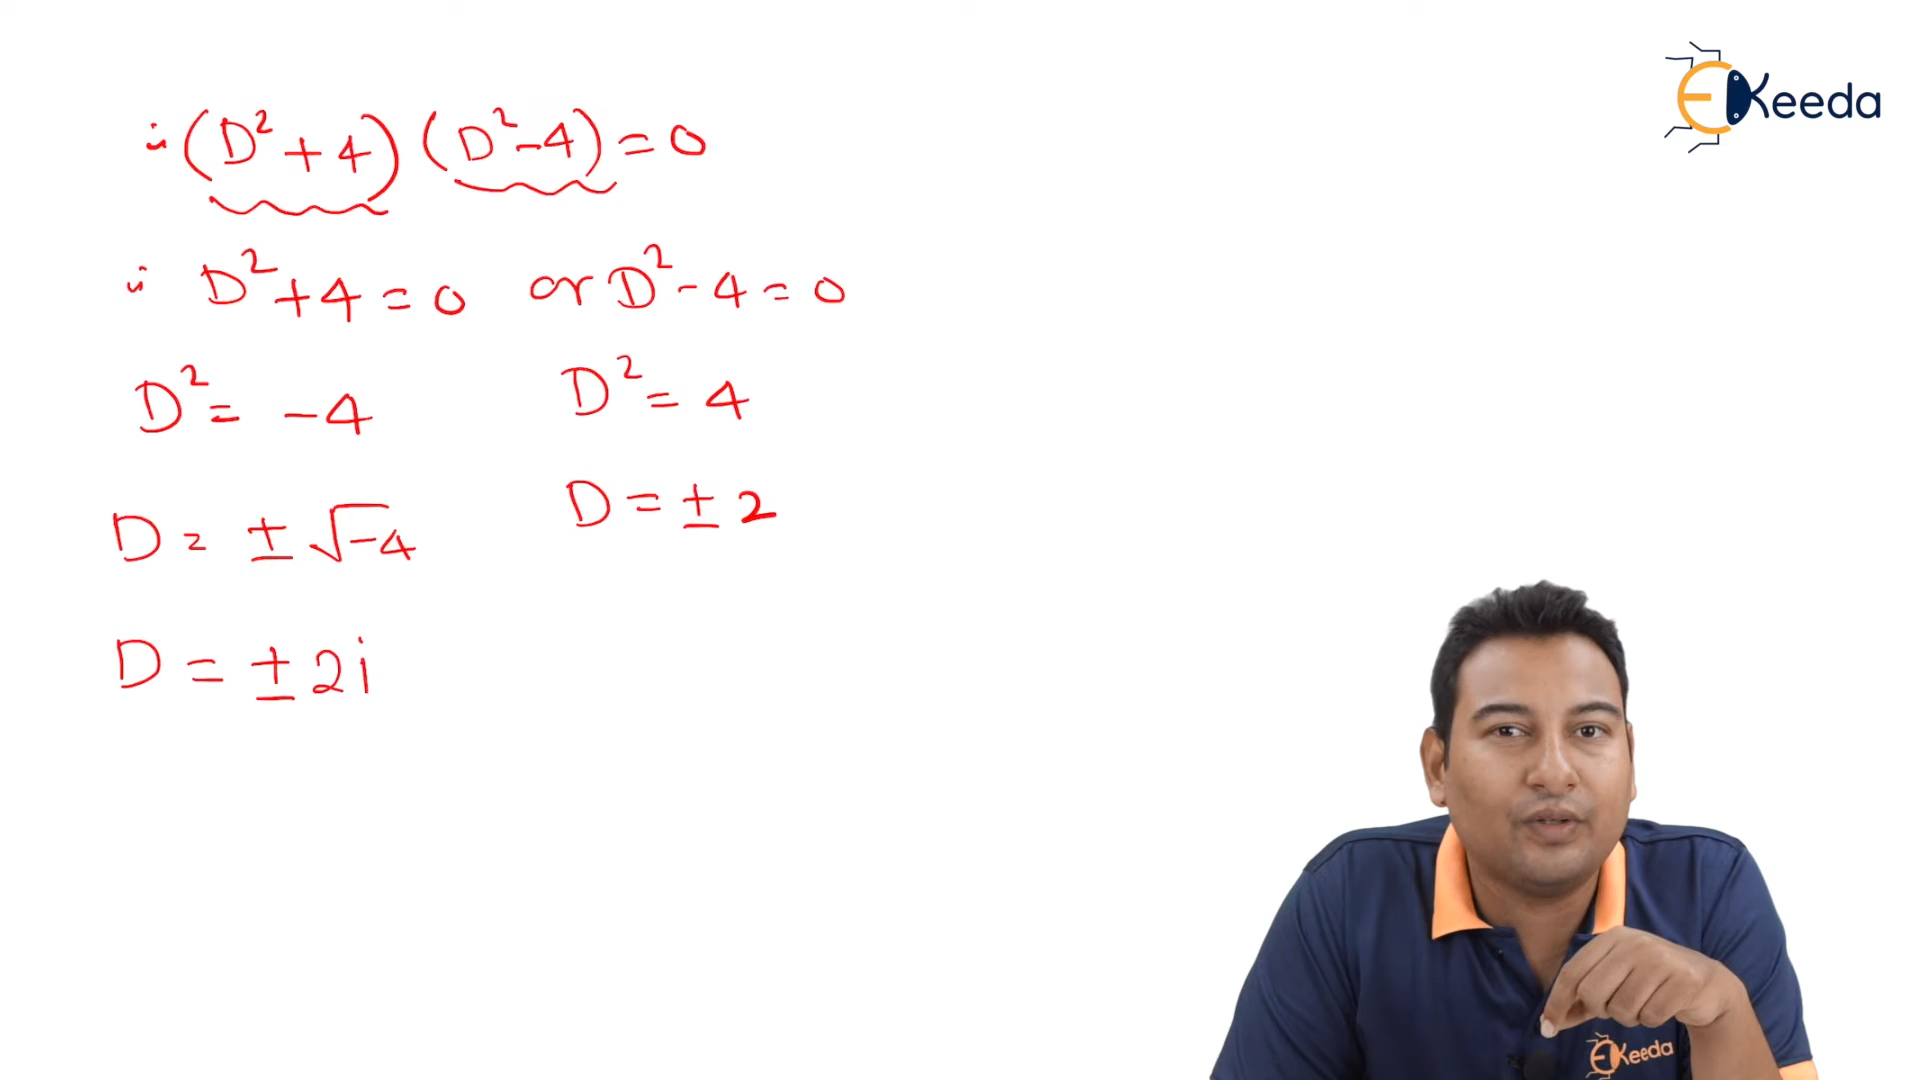 EKeeda
∴ (D²+4) (D²-4) = 0
∴ D²+4=0 or D²-4=0
D² = -4 D² = 4
D = ± √-4 D = ± 2
D = ± 2i
EKeeda